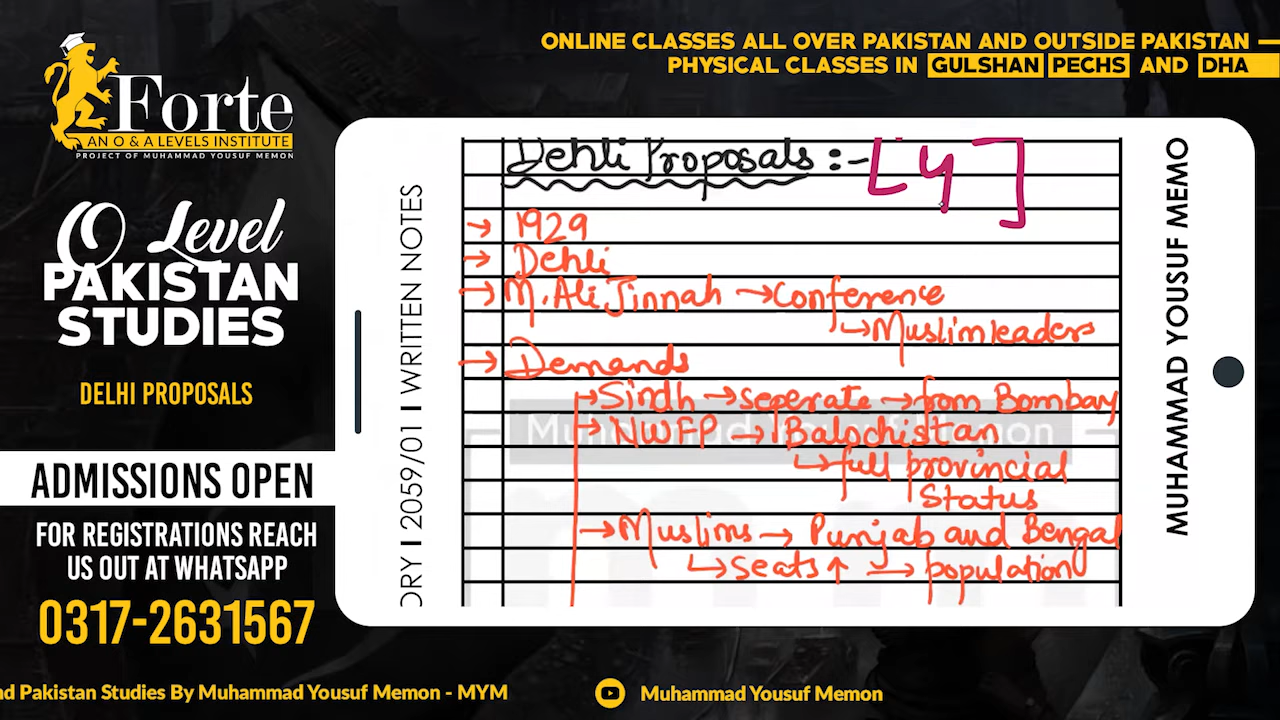 Forte
AN O & A LEVELS INSTITUTE
PROJECT OF MUHAMMAD YOUSUF MEMON
O Level
PAKISTAN
STUDIES
DELHI PROPOSALS
ADMISSIONS OPEN
FOR REGISTRATIONS REACH
US OUT AT WHATSAPP
0317-2631567
ONLINE CLASSES ALL OVER PAKISTAN AND OUTSIDE PAKISTAN
PHYSICAL CLASSES IN GULSHAN PECHS AND DHA
ORY I 2059/01 I WRITTEN NOTES
Dehli Proposals :- [4]
→ 1929
→ Dehli
→ M. Ali Jinnah → Conference
↳ Muslim leaders
→ Demands
→ Sindh → seperate → from Bombay
→ NWFP → Balochistan
↳ full provincial
Status
→ Muslims → Punjab and Bengal
↳ Seats ↑ → population
Muhammad Yousuf Memon
MUHAMMAD YOUSUF MEMO
nd Pakistan Studies By Muhammad Yousuf Memon - MYM
Muhammad Yousuf Memon